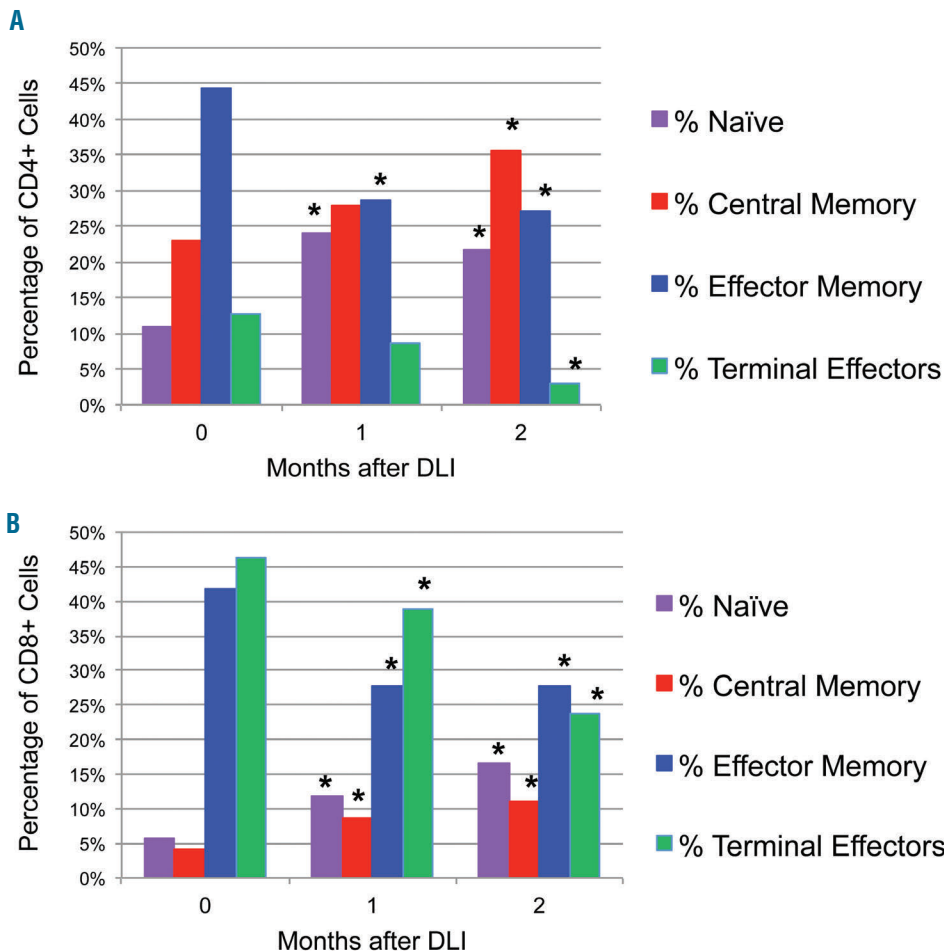 A
Percentage of CD4+ Cells
50%
45%
40%
35%
30%
25%
20%
15%
10%
5%
0%
* * * * * *
0 1 2
Months after DLI
% Naïve
% Central Memory
% Effector Memory
% Terminal Effectors
B
Percentage of CD8+ Cells
50%
45%
40%
35%
30%
25%
20%
15%
10%
5%
0%
* * * * * * * *
0 1 2
Months after DLI
% Naïve
% Central Memory
% Effector Memory
% Terminal Effectors